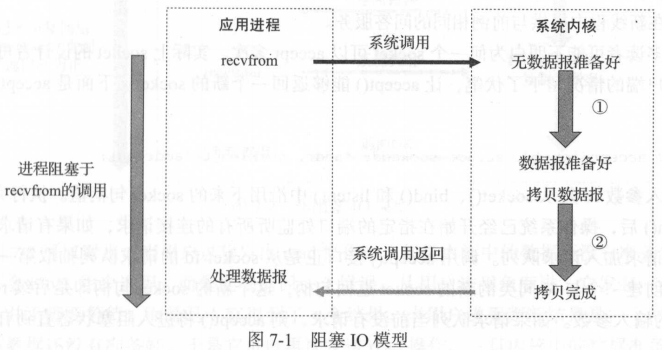 应用进程
系统内核
recvfrom
系统调用
无数据报准备好
①
进程阻塞于
recvfrom的调用
数据报准备好
拷贝数据报
②
处理数据报
系统调用返回
拷贝完成
图 7-1 阻塞 IO 模型